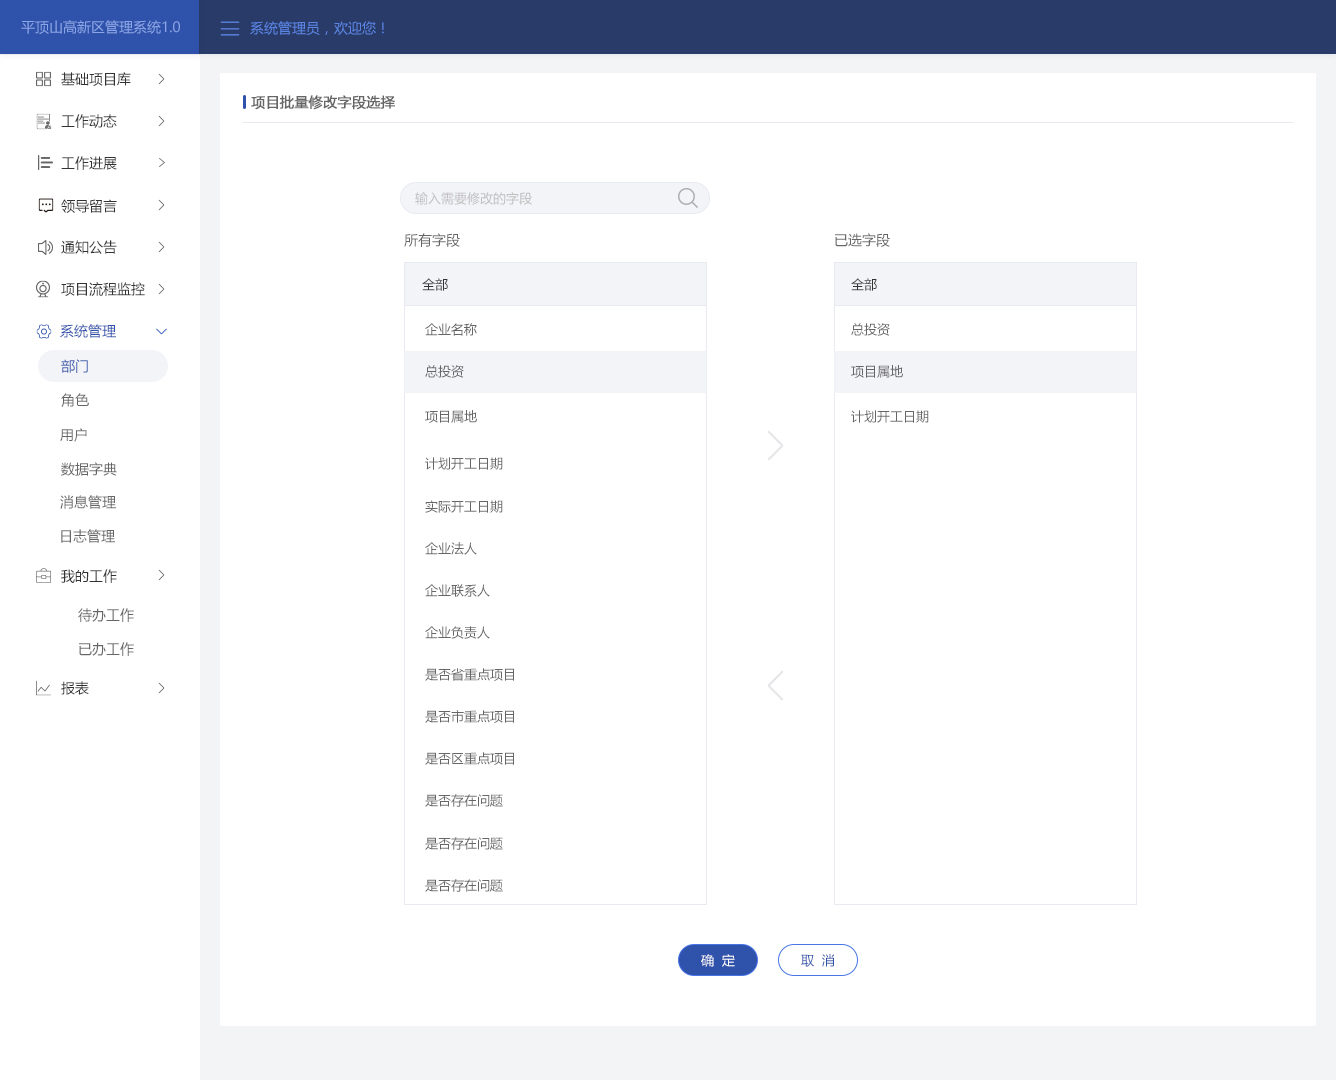 平顶山高新区管理系统1.0
系统管理员，欢迎您！
基础项目库
工作动态
工作进展
领导留言
通知公告
项目流程监控
系统管理
部门
角色
用户
数据字典
消息管理
日志管理
我的工作
待办工作
已办工作
报表
项目批量修改字段选择
输入需要修改的字段
所有字段
全部
企业名称
总投资
项目属地
计划开工日期
实际开工日期
企业法人
企业联系人
企业负责人
是否省重点项目
是否市重点项目
是否区重点项目
是否存在问题
是否存在问题
是否存在问题
已选字段
全部
总投资
项目属地
计划开工日期
确 定
取 消